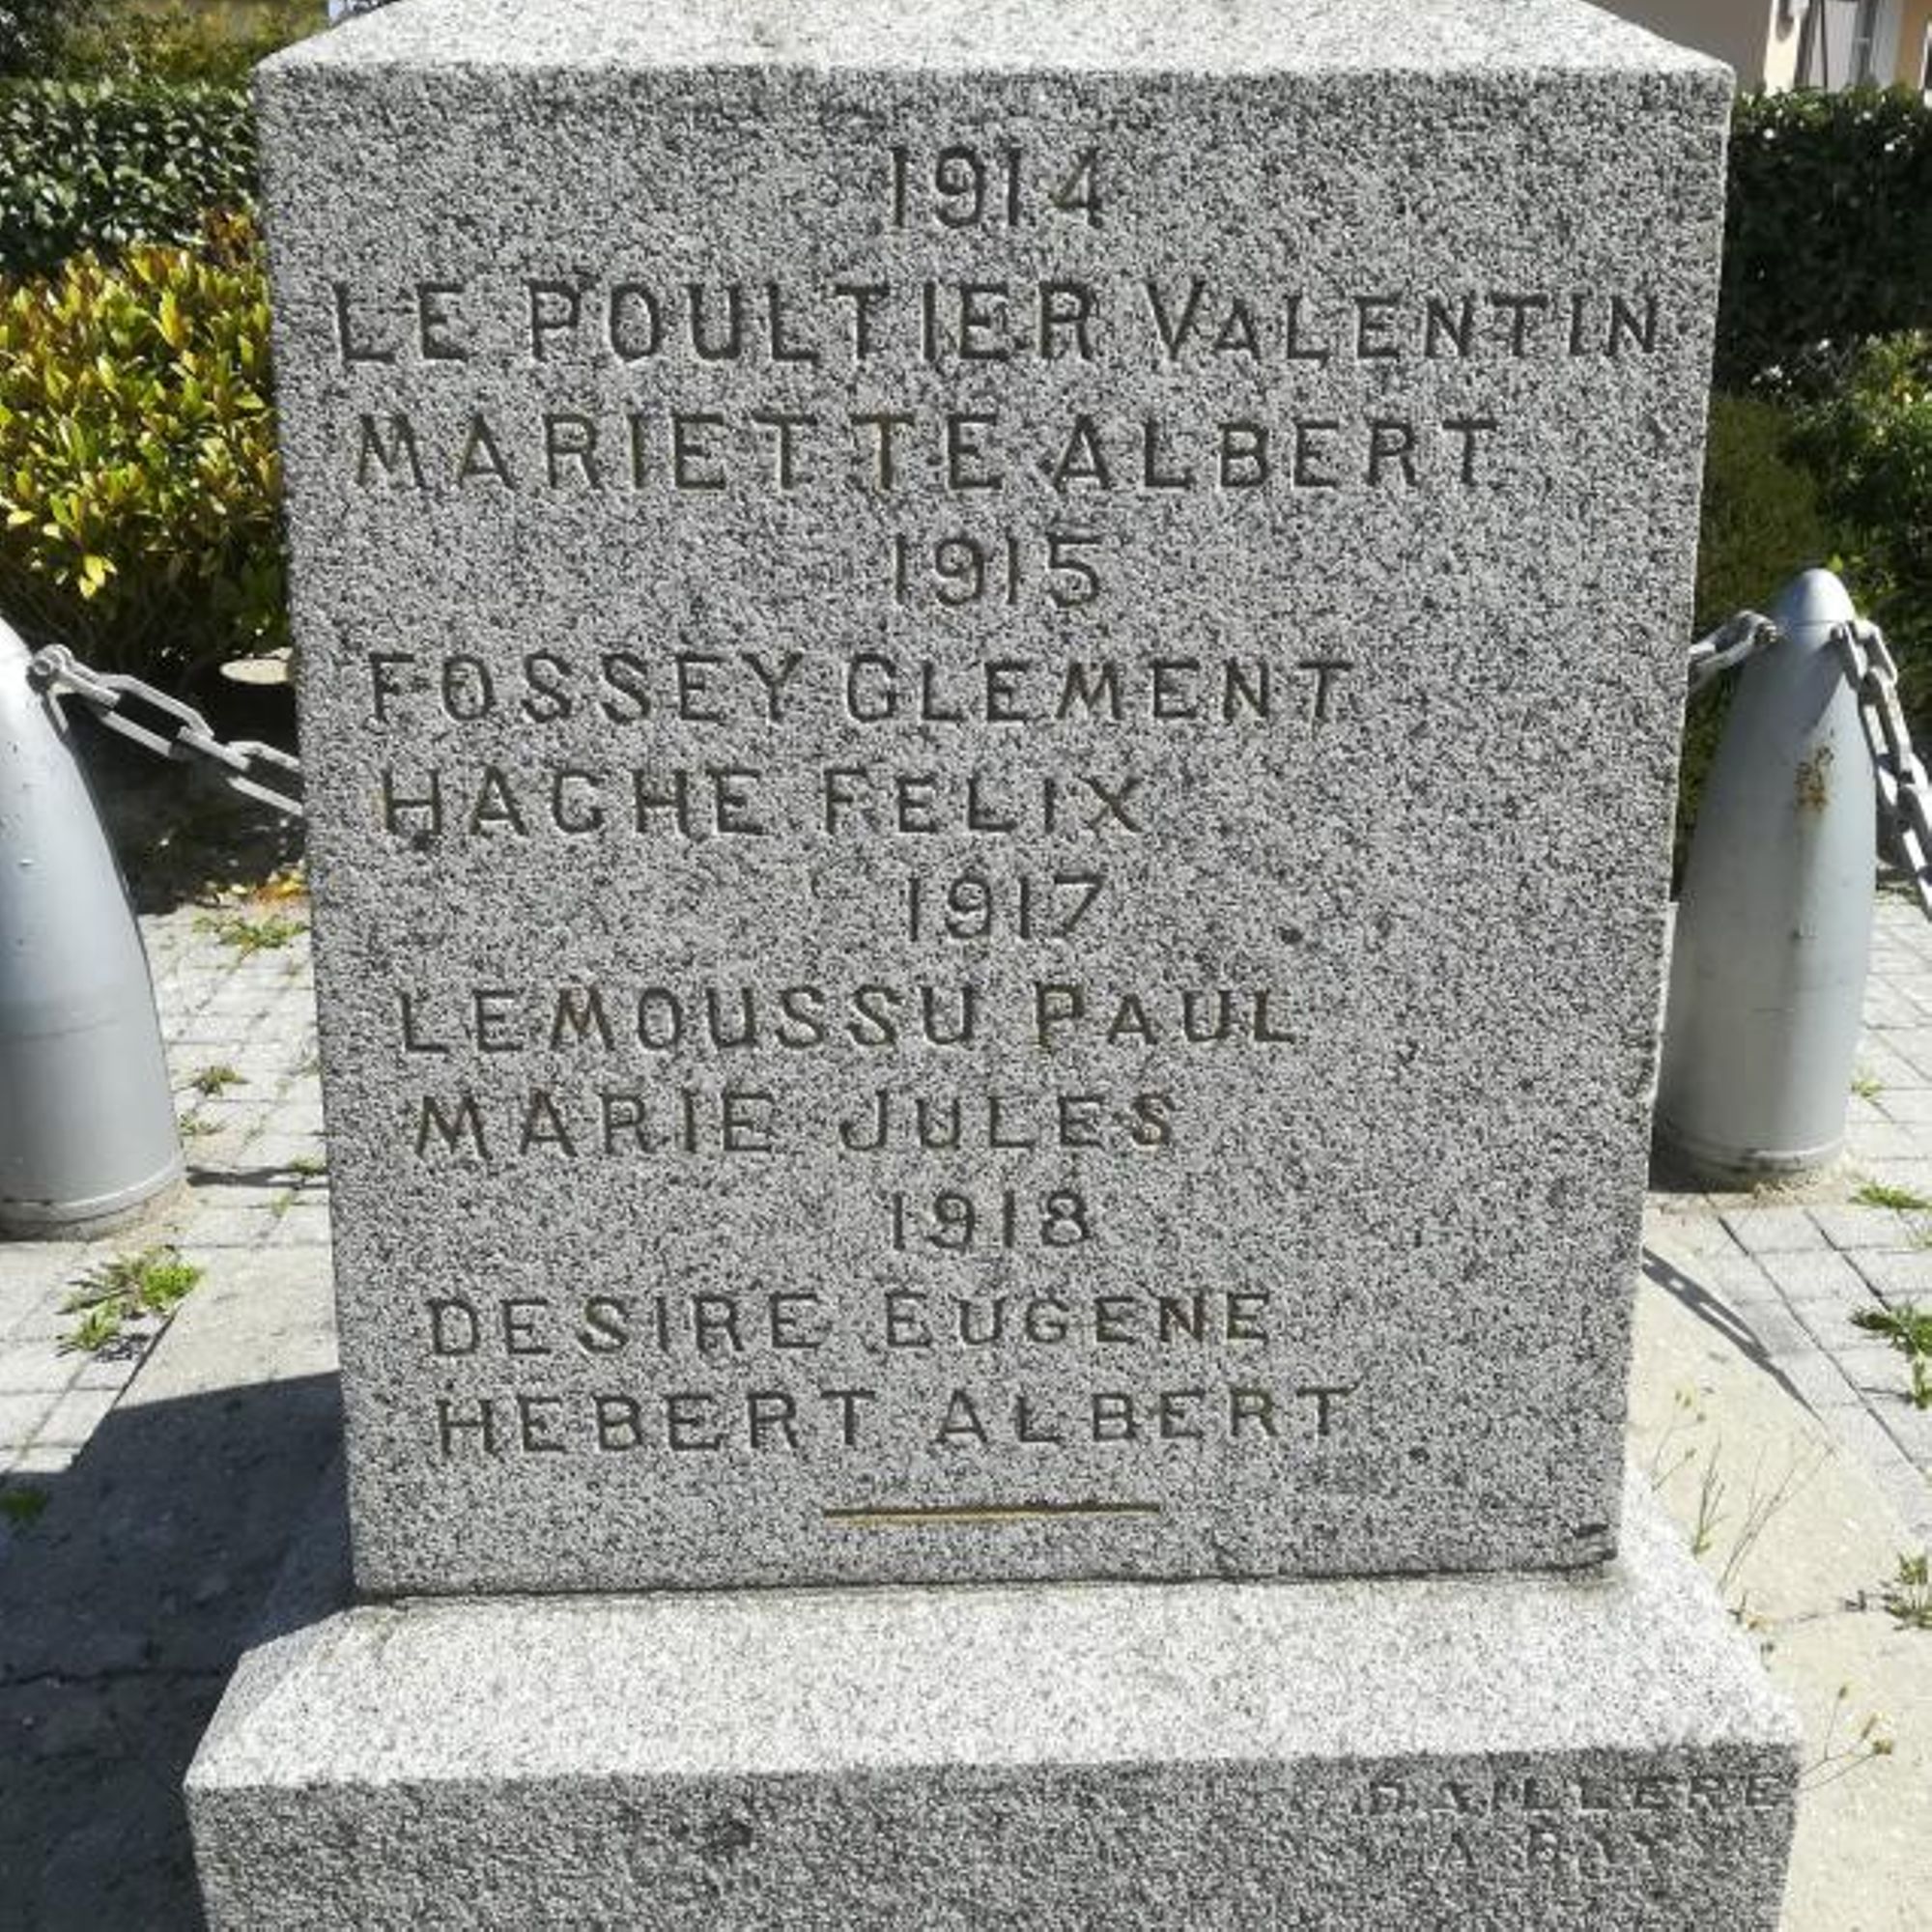 1914
LE POULTIER VALENTIN
MARIETTE ALBERT
1915
FOSSEY CLEMENT
HACHE FELIX
1917
LEMOUSSU PAUL
MARIE JULES
1918
DESIRE EUGENE
HEBERT ALBERT